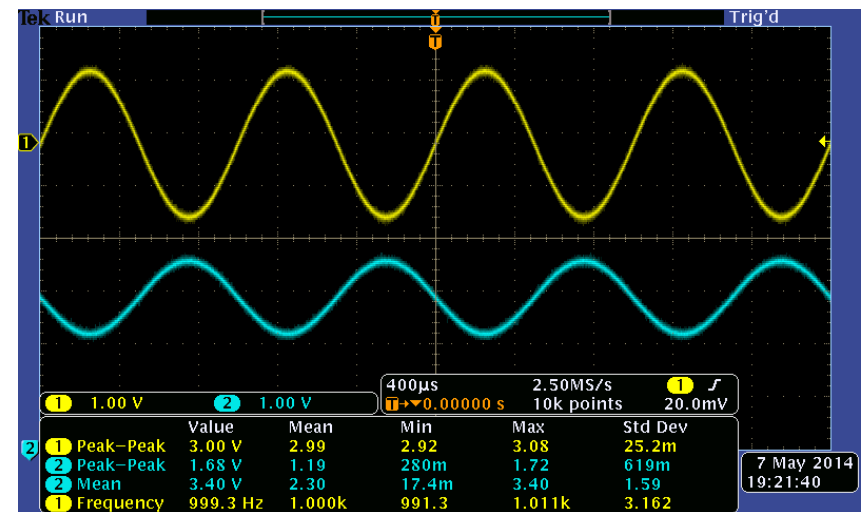 Tek Run Trig'd
T
T
1
400µs 2.50MS/s 1
1 1.00 V 2 1.00 V T→▼0.00000 s 10k points 20.0mV
Value Mean Min Max Std Dev
1 Peak−Peak 3.00 V 2.99 2.92 3.08 25.2m
2
2 Peak−Peak 1.68 V 1.19 280m 1.72 619m
2 Mean 3.40 V 2.30 17.4m 3.40 1.59
1 Frequency 999.3 Hz 1.000k 991.3 1.011k 3.162
7 May 2014
19:21:40